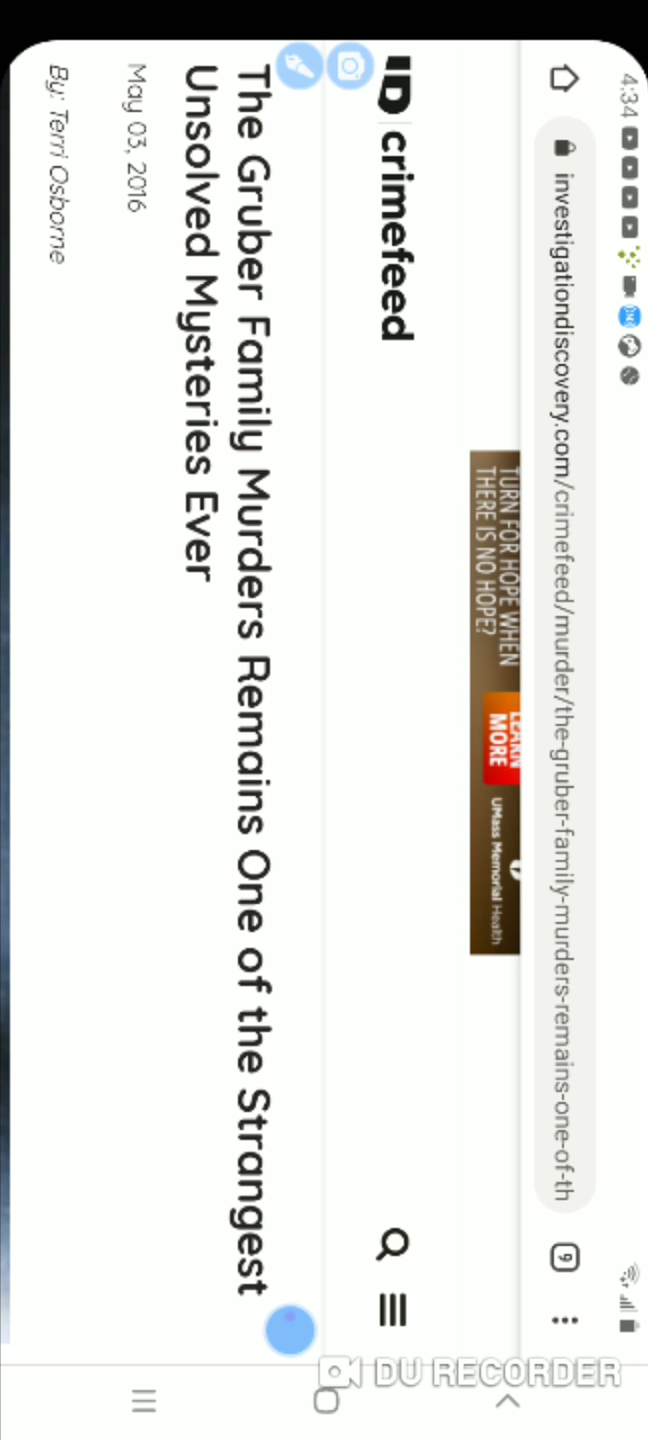 4:34
investigationdiscovery.com/crimefeed/murder/the-gruber-family-murders-remains-one-of-th
9
TURN FOR HOPE WHEN
THERE IS NO HOPE?
LEARN
MORE
UMass Memorial Health
ID crimefeed
The Gruber Family Murders Remains One of the Strangest
Unsolved Mysteries Ever
May 03, 2016
By: Terri Osborne
DU RECORDER